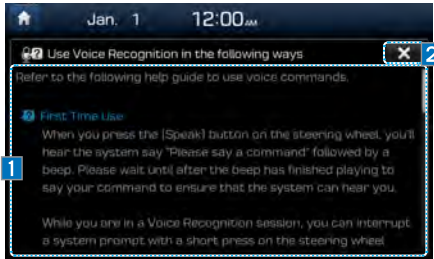 Jan. 1 12:00AM
Use Voice Recognition in the following ways
2
Refer to the following help guide to use voice commands.
First Time Use
When you press the [Speak] button on the steering wheel, you'll
hear the system say "Please say a command" followed by a
1
beep. Please wait until after the beep has finished playing to
say your command to ensure that the system can hear you.
While you are in a Voice Recognition session, you can interrupt
a system prompt with a short press on the steering wheel